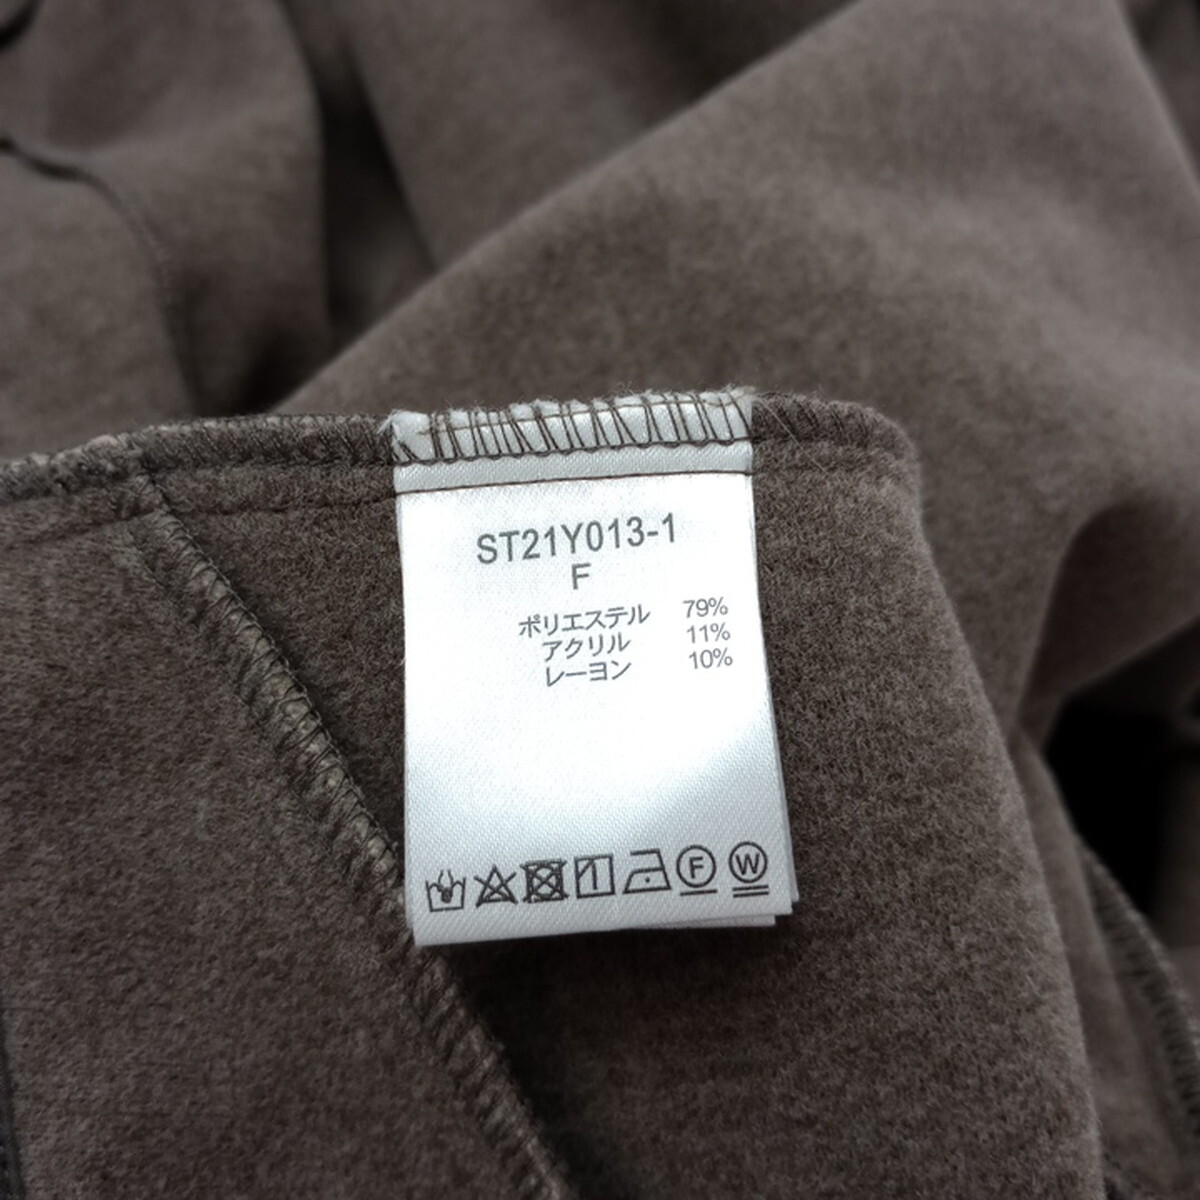 ST21Y013-1
F
ポリエステル 79%
アクリル 11%
レーヨン 10%
F W